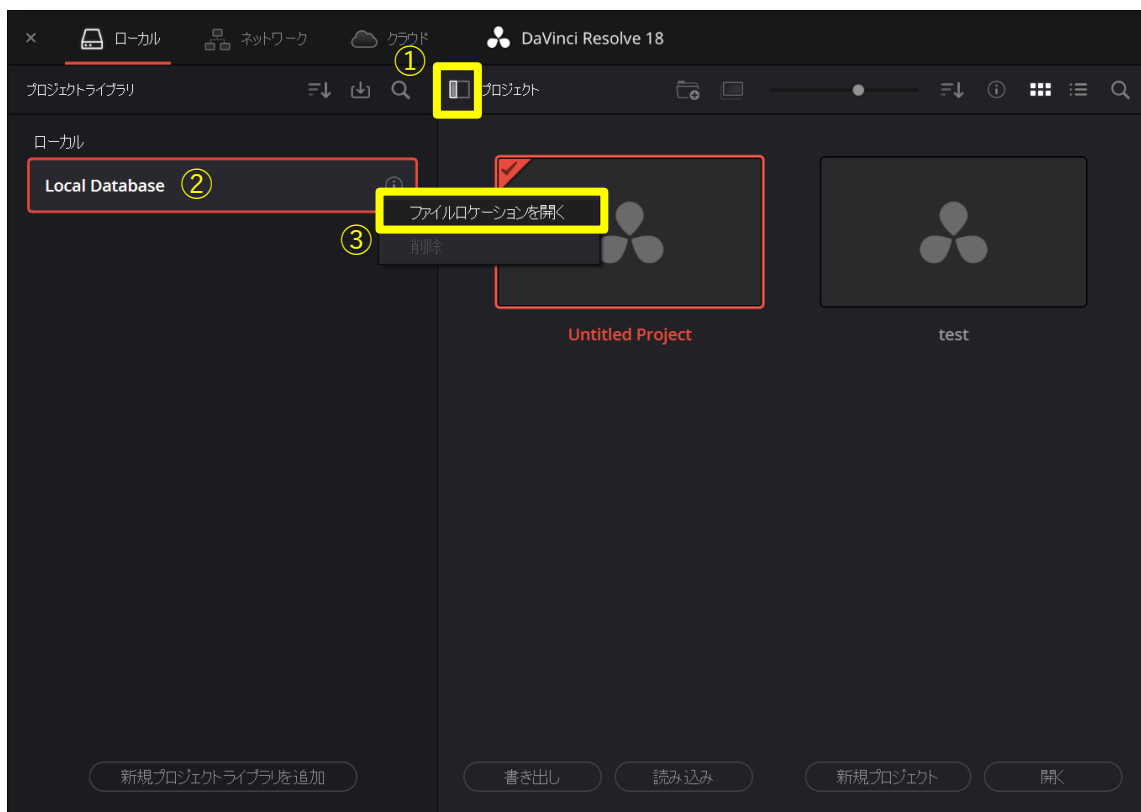 ローカル ネットワーク クラウド DaVinci Resolve 18
①
プロジェクトライブラリ プロジェクト
ローカル
Local Database ②
ファイルロケーションを開く
③ 削除
Untitled Project test
新規プロジェクトライブラリを追加 書き出し 読み込み 新規プロジェクト 開く